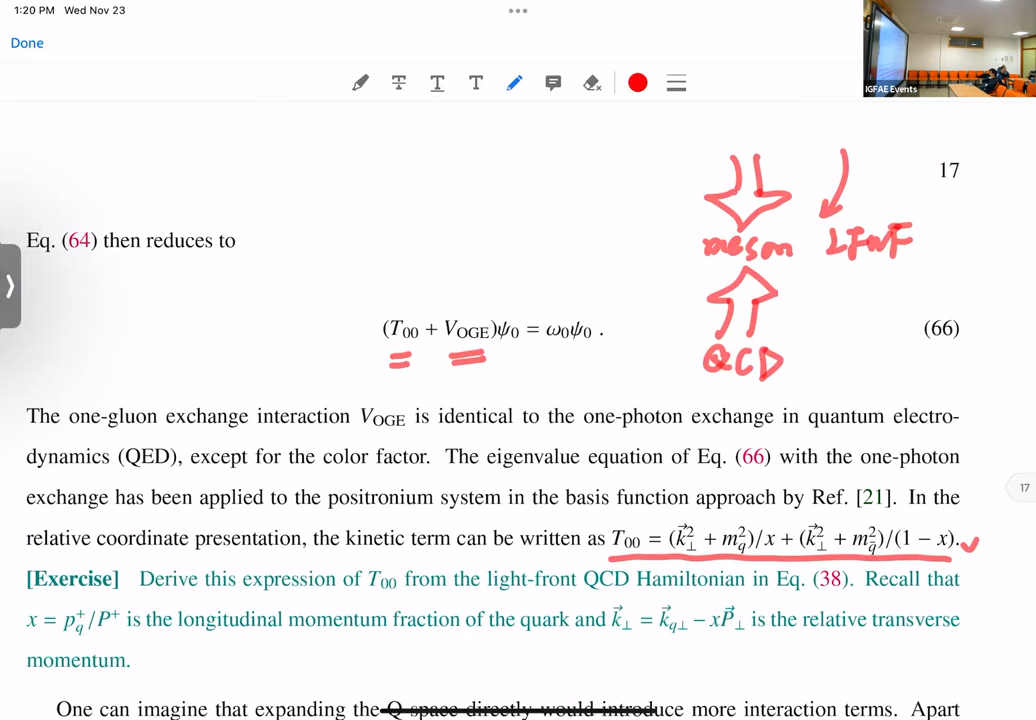 1:20 PM Wed Nov 23
Done
IGFAE Events
17
Eq. (64) then reduces to
meson LFWF
(T₀₀ + V_OGE)ψ₀ = ω₀ψ₀ . (66)
QCD
The one-gluon exchange interaction V_OGE is identical to the one-photon exchange in quantum electro-
dynamics (QED), except for the color factor. The eigenvalue equation of Eq. (66) with the one-photon
exchange has been applied to the positronium system in the basis function approach by Ref. [21]. In the
relative coordinate presentation, the kinetic term can be written as T₀₀ = (k⃗²_⊥ + m²_q)/x + (k⃗²_⊥ + m²_q̄)/(1 − x).
17
[Exercise] Derive this expression of T₀₀ from the light-front QCD Hamiltonian in Eq. (38). Recall that
x = p⁺_q/P⁺ is the longitudinal momentum fraction of the quark and k⃗_⊥ = k⃗_q⊥ − xP⃗_⊥ is the relative transverse
momentum.
One can imagine that expanding the Q space directly would introduce more interaction terms. Apart